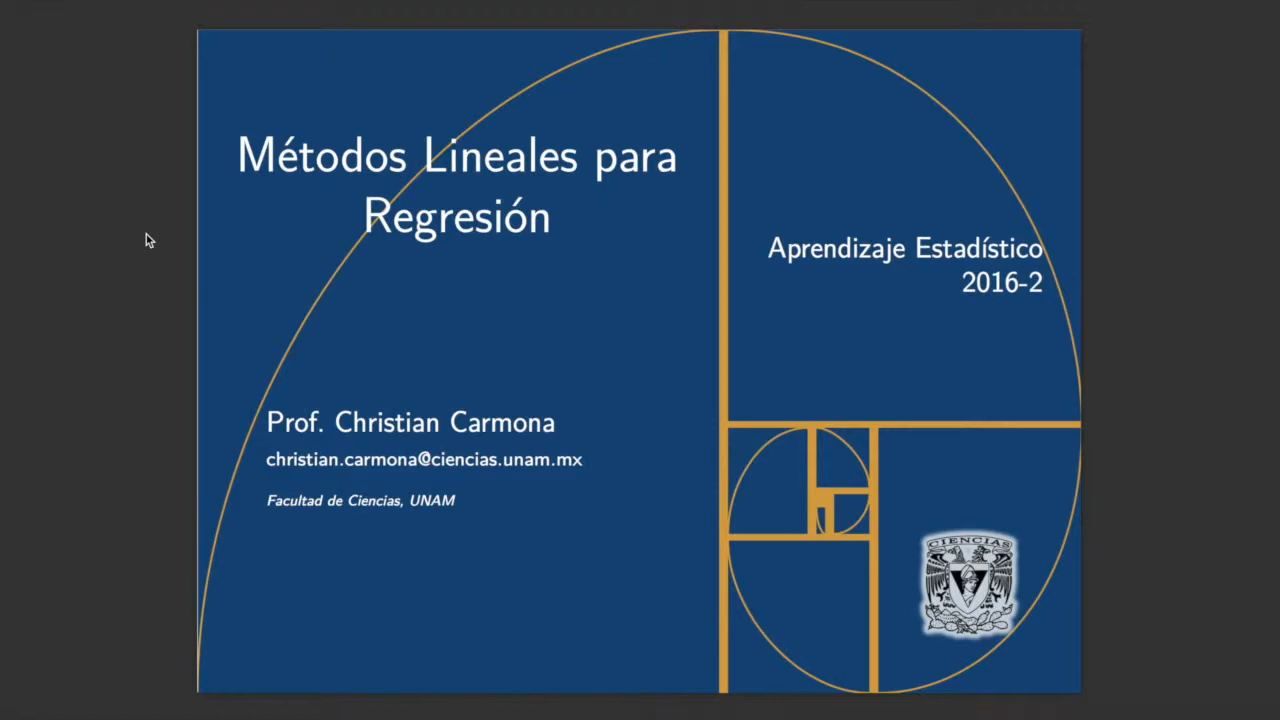 Métodos Lineales para
Regresión
Aprendizaje Estadístico
2016-2
Prof. Christian Carmona
christian.carmona@ciencias.unam.mx
Facultad de Ciencias, UNAM
CIENCIAS